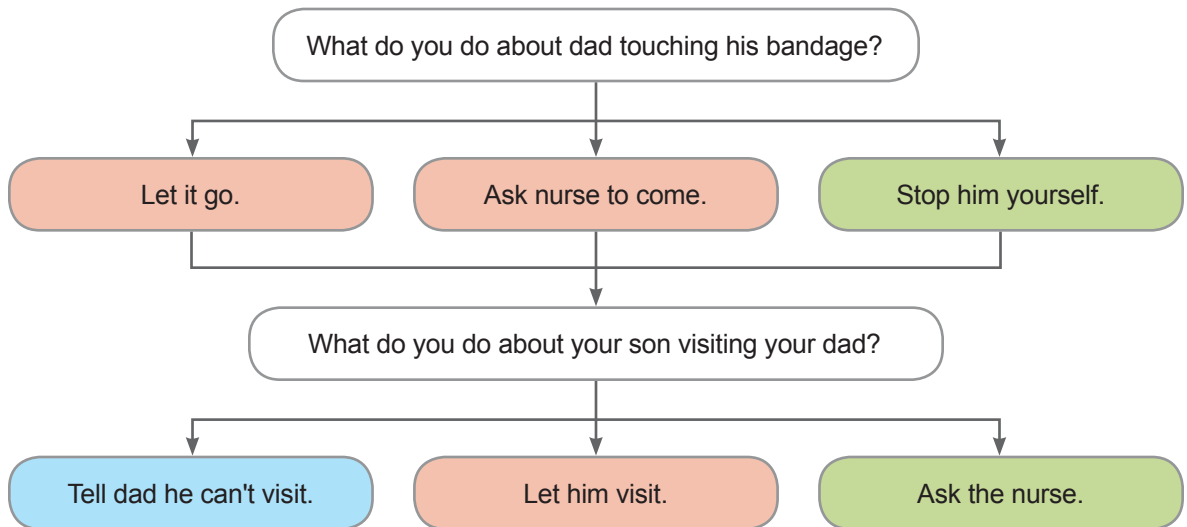 What do you do about dad touching his bandage?
Let it go.
Ask nurse to come.
Stop him yourself.
What do you do about your son visiting your dad?
Tell dad he can't visit.
Let him visit.
Ask the nurse.